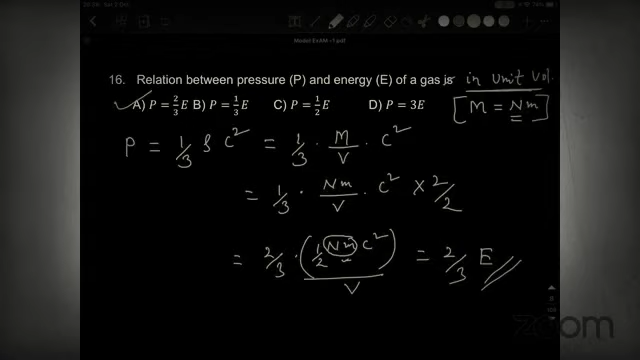 Model ExAM -1.pdf
16. Relation between pressure (P) and energy (E) of a gas is in unit vol.
A) P = 2/3 E B) P = 1/3 E C) P = 1/2 E D) P = 3E [M = Nm]
P = 1/3 ρ C² = 1/3 · M/V · C²
= 1/3 · Nm/V · C² × 2/2
= 2/3 · (1/2 Nm C²)/V = 2/3 E
zoom